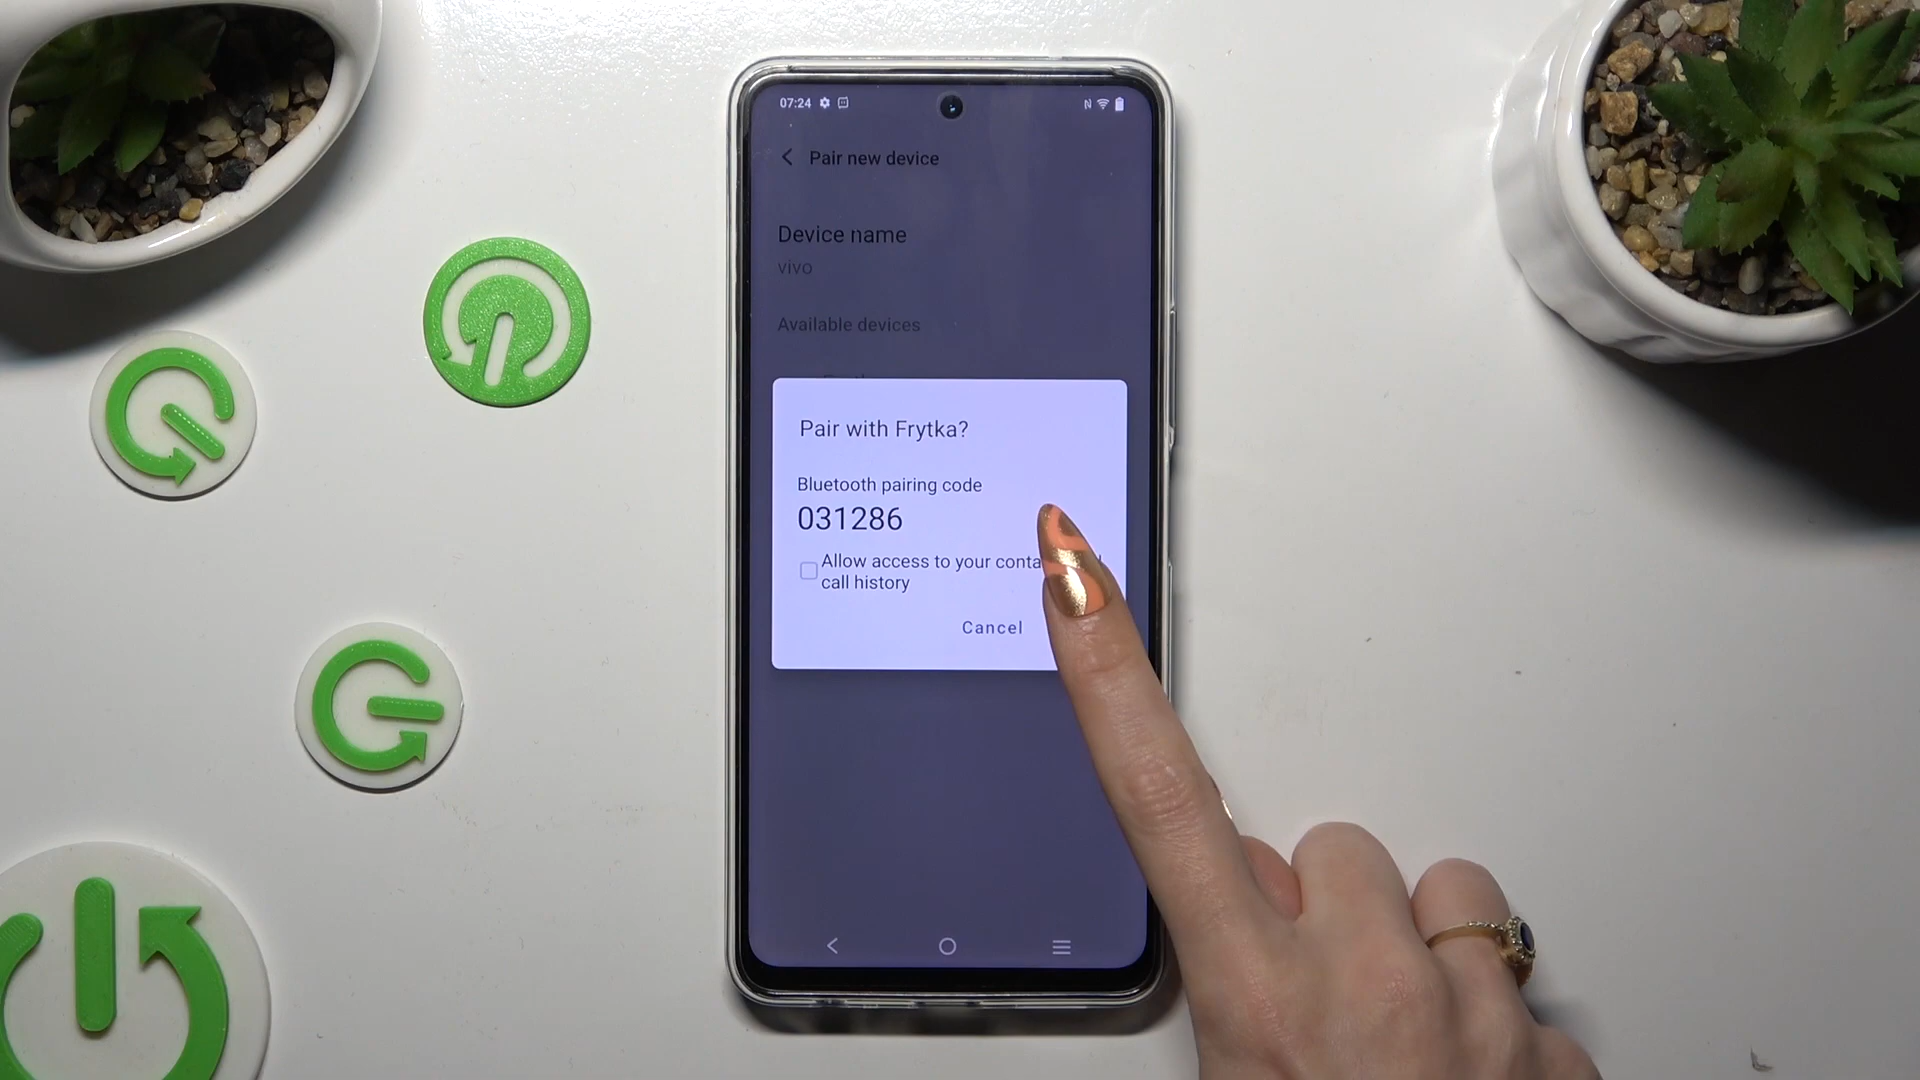 07:24
Pair new device
Device name
vivo
Available devices
Pair with Frytka?
Bluetooth pairing code
031286
Allow access to your
call history
Cancel